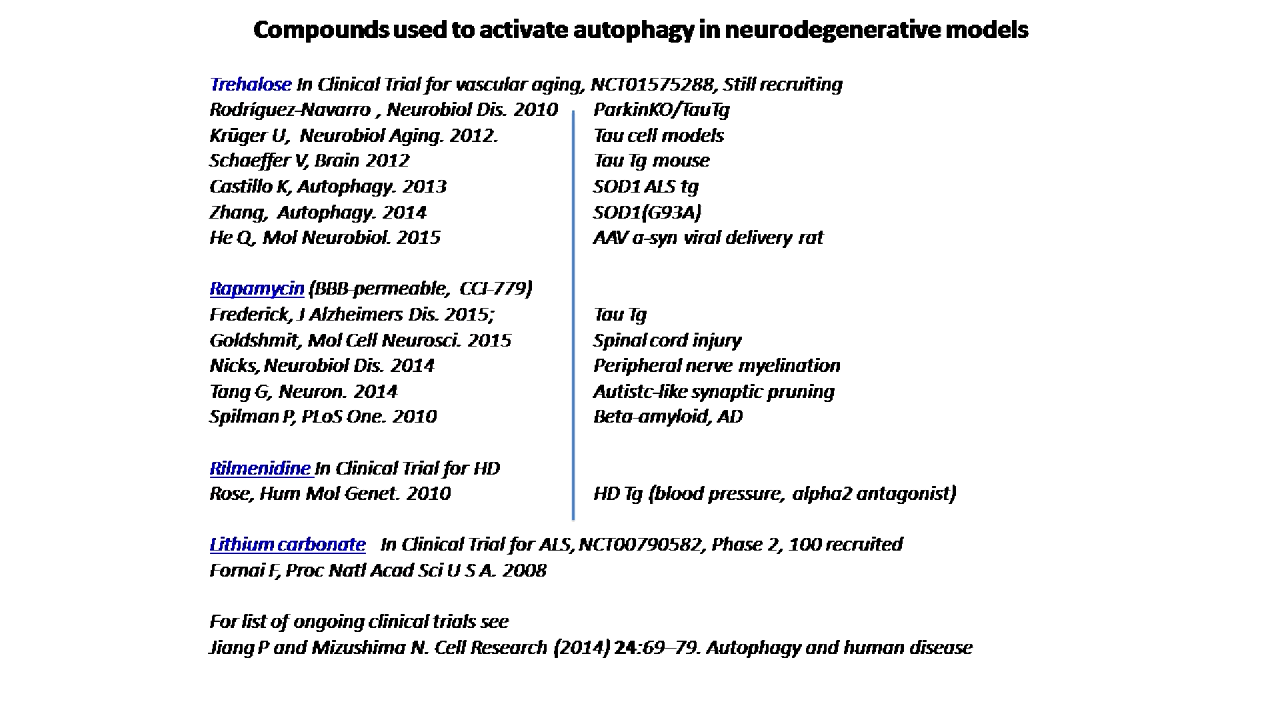 Compounds used to activate autophagy in neurodegenerative models
Trehalose In Clinical Trial for vascular aging, NCT01575288, Still recruiting
Rodríguez-Navarro , Neurobiol Dis. 2010 ParkinKO/TauTg
Krüger U, Neurobiol Aging. 2012. Tau cell models
Schaeffer V, Brain 2012 Tau Tg mouse
Castillo K, Autophagy. 2013 SOD1 ALS tg
Zhang, Autophagy. 2014 SOD1(G93A)
He Q, Mol Neurobiol. 2015 AAV a-syn viral delivery rat
Rapamycin (BBB-permeable, CCI-779)
Frederick, J Alzheimers Dis. 2015; Tau Tg
Goldshmit, Mol Cell Neurosci. 2015 Spinal cord injury
Nicks, Neurobiol Dis. 2014 Peripheral nerve myelination
Tang G, Neuron. 2014 Autistc-like synaptic pruning
Spilman P, PLoS One. 2010 Beta-amyloid, AD
Rilmenidine In Clinical Trial for HD
Rose, Hum Mol Genet. 2010 HD Tg (blood pressure, alpha2 antagonist)
Lithium carbonate In Clinical Trial for ALS, NCT00790582, Phase 2, 100 recruited
Fornai F, Proc Natl Acad Sci U S A. 2008
For list of ongoing clinical trials see
Jiang P and Mizushima N. Cell Research (2014) 24:69–79. Autophagy and human disease